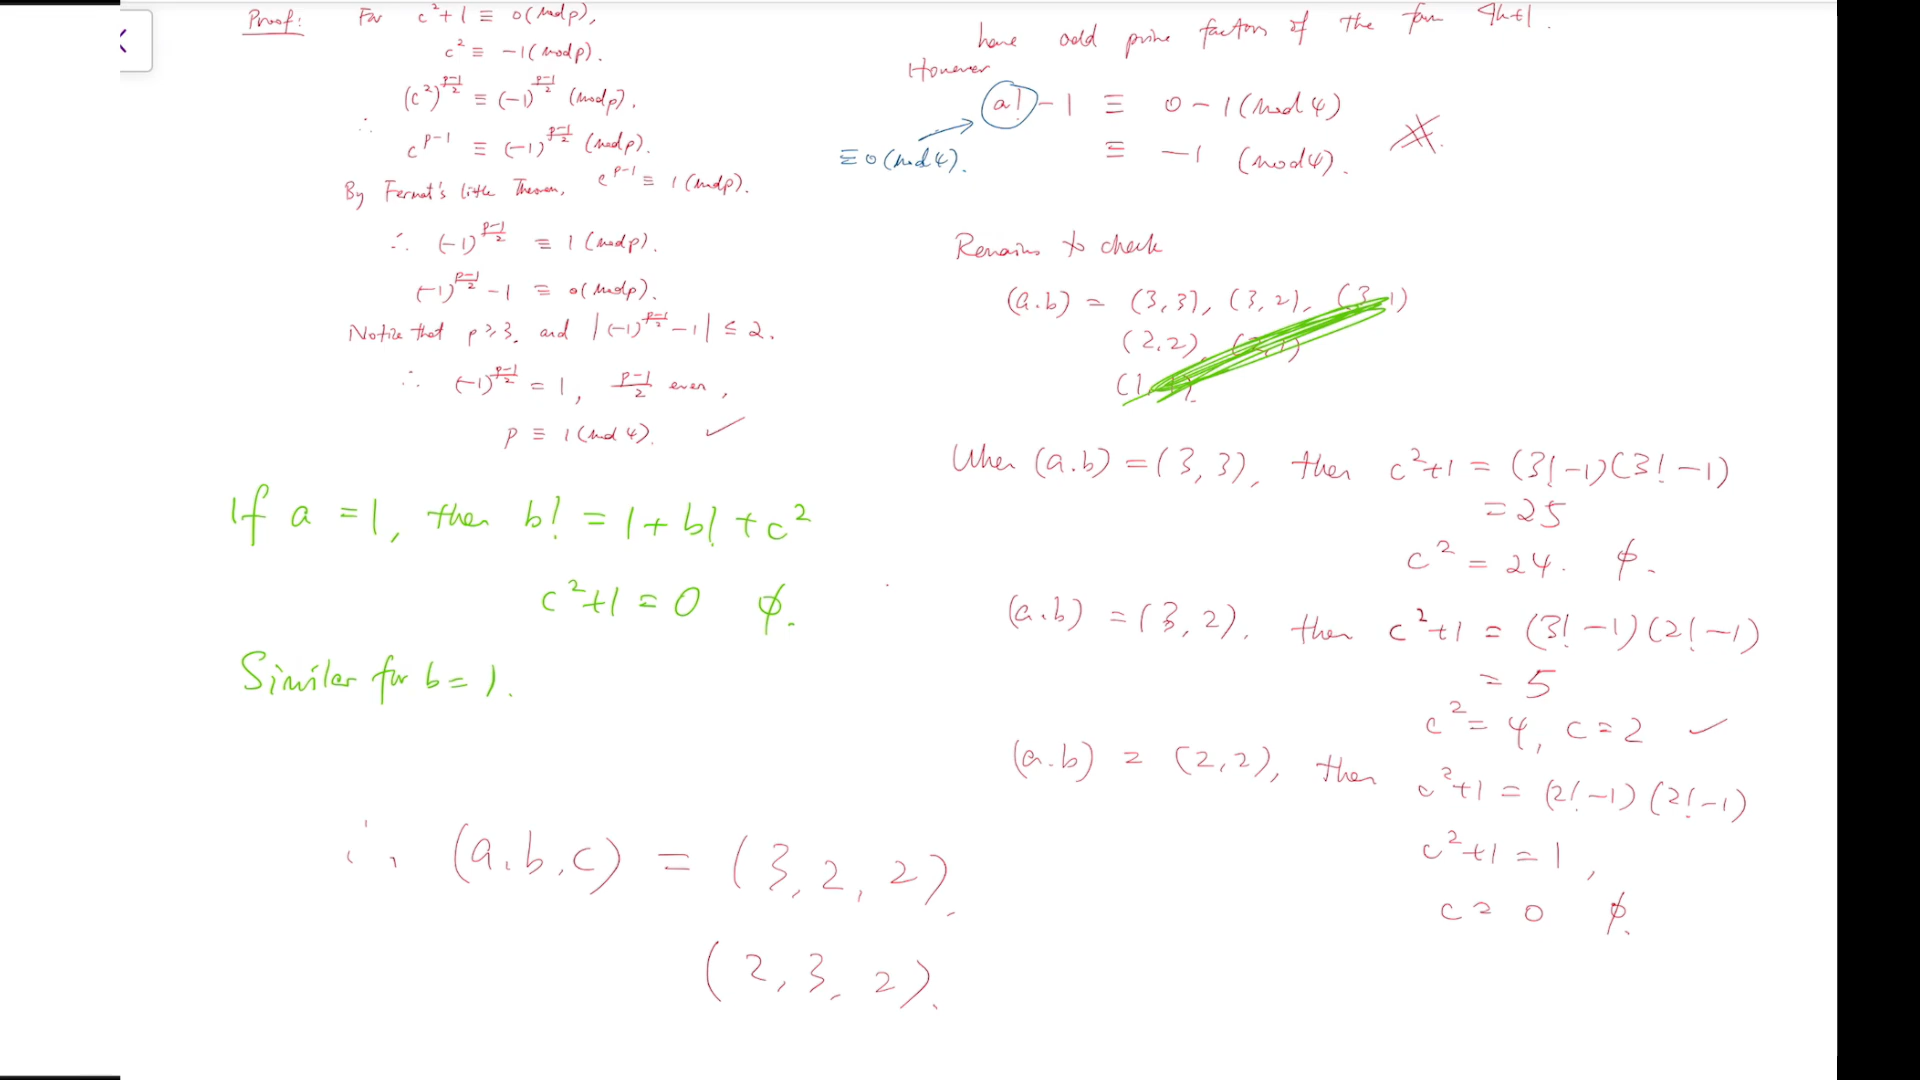 Proof: For c²+1 ≡ 0 (mod p),
c² ≡ -1 (mod p).
(c²)^((p-1)/2) ≡ (-1)^((p-1)/2) (mod p).
∴ c^(p-1) ≡ (-1)^((p-1)/2) (mod p).
By Fermat's little Theorem, c^(p-1) ≡ 1 (mod p).
∴ (-1)^((p-1)/2) ≡ 1 (mod p).
(-1)^((p-1)/2) - 1 ≡ 0 (mod p).
Notice that p ≥ 3, and |(-1)^((p-1)/2) - 1| ≤ 2.
∴ (-1)^((p-1)/2) = 1, (p-1)/2 even,
p ≡ 1 (mod 4). ✓
If a = 1, then b! = 1 + b! + c²
c²+1 = 0 ∅.
Similar for b = 1.
∴ (a.b,c) = (3,2,2).
(2,3,2).
have odd prime factors of the form 4k+1.
However
a! - 1 ≡ 0 - 1 (mod 4)
≡ 0 (mod 4).
≡ -1 (mod 4).
Remains to check
(a.b) = (3,3), (3,2), (3,1)
(2,2), (2,1)
(1,1).
When (a.b) = (3,3), then c²+1 = (3!-1)(3!-1)
= 25
c² = 24. ∅.
(a.b) = (3,2). then c²+1 = (3!-1)(2!-1)
= 5
c² = 4, c = 2 ✓
(a.b) = (2,2), then c²+1 = (2!-1)(2!-1)
c²+1 = 1,
c = 0 ∅.